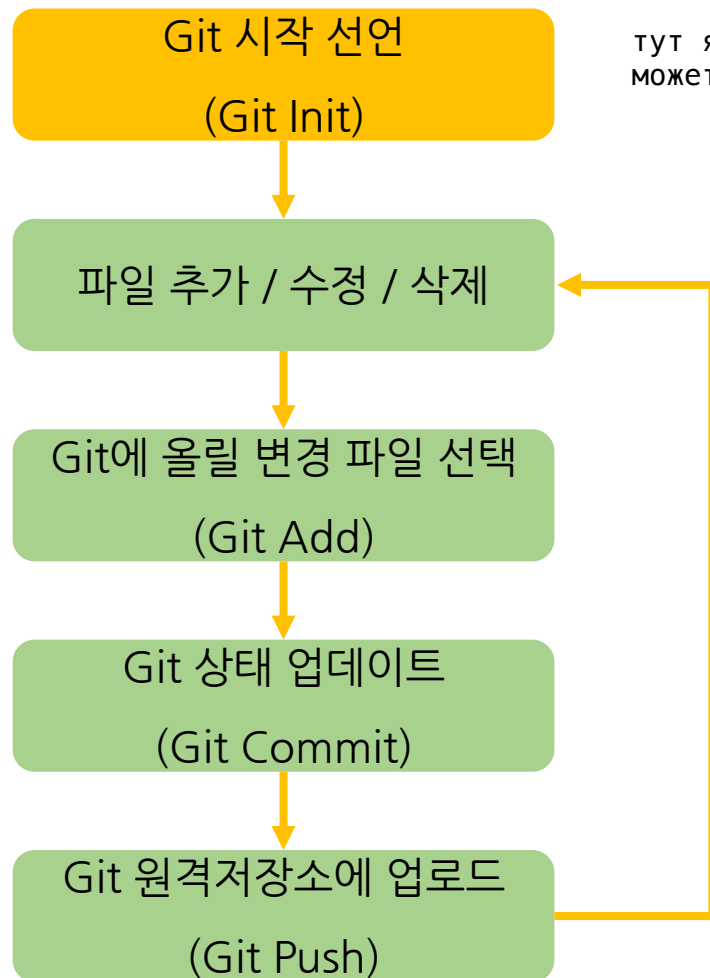 Git 시작 선언
(Git Init)
тут я
может
파일 추가 / 수정 / 삭제
Git에 올릴 변경 파일 선택
(Git Add)
Git 상태 업데이트
(Git Commit)
Git 원격저장소에 업로드
(Git Push)